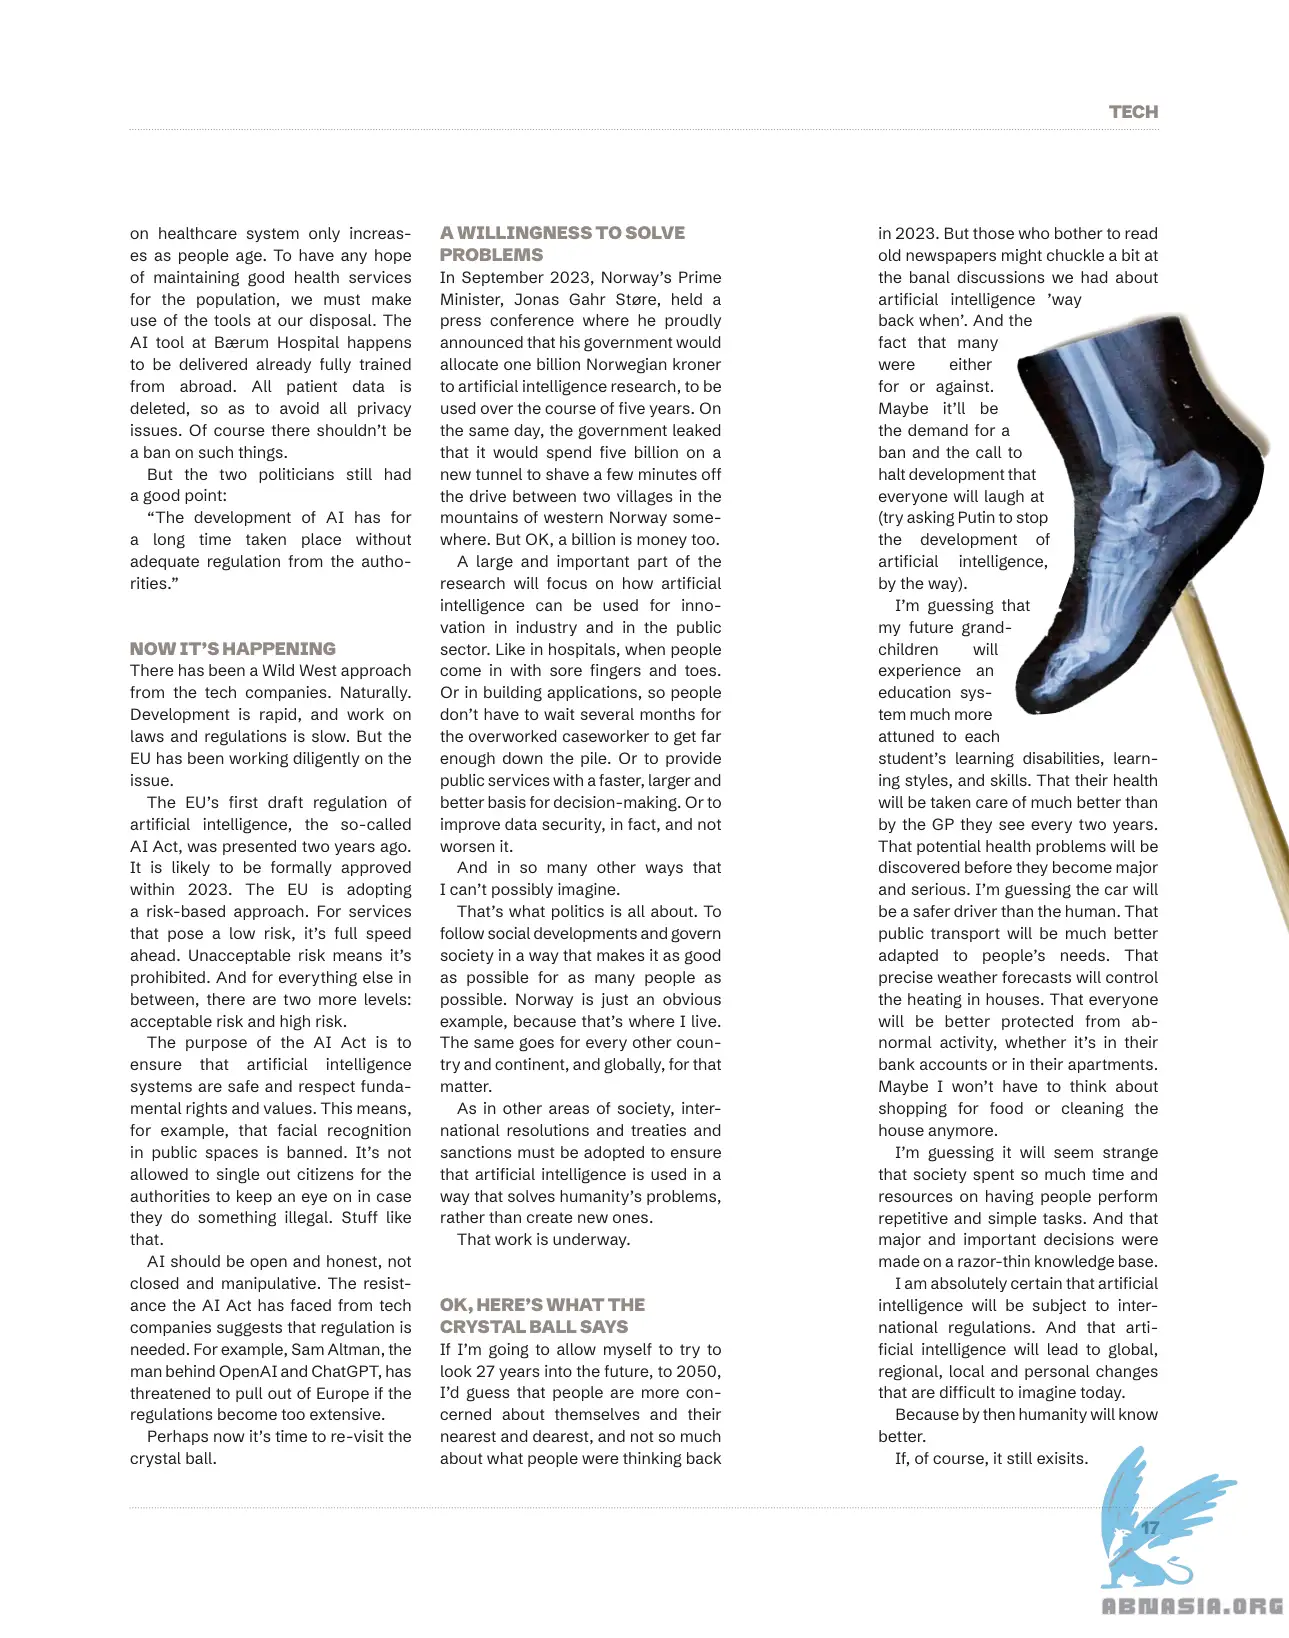 TECH
on healthcare system only increas-
es as people age. To have any hope
of maintaining good health services
for the population, we must make
use of the tools at our disposal. The
AI tool at Bærum Hospital happens
to be delivered already fully trained
from abroad. All patient data is
deleted, so as to avoid all privacy
issues. Of course there shouldn’t be
a ban on such things.
But the two politicians still had
a good point:
“The development of AI has for
a long time taken place without
adequate regulation from the autho-
rities.”
NOW IT’S HAPPENING
There has been a Wild West approach
from the tech companies. Naturally.
Development is rapid, and work on
laws and regulations is slow. But the
EU has been working diligently on the
issue.
The EU’s first draft regulation of
artificial intelligence, the so-called
AI Act, was presented two years ago.
It is likely to be formally approved
within 2023. The EU is adopting
a risk-based approach. For services
that pose a low risk, it’s full speed
ahead. Unacceptable risk means it’s
prohibited. And for everything else in
between, there are two more levels:
acceptable risk and high risk.
The purpose of the AI Act is to
ensure that artificial intelligence
systems are safe and respect funda-
mental rights and values. This means,
for example, that facial recognition
in public spaces is banned. It’s not
allowed to single out citizens for the
authorities to keep an eye on in case
they do something illegal. Stuff like
that.
AI should be open and honest, not
closed and manipulative. The resist-
ance the AI Act has faced from tech
companies suggests that regulation is
needed. For example, Sam Altman, the
man behind OpenAI and ChatGPT, has
threatened to pull out of Europe if the
regulations become too extensive.
Perhaps now it’s time to re-visit the
crystal ball.
A WILLINGNESS TO SOLVE
PROBLEMS
In September 2023, Norway’s Prime
Minister, Jonas Gahr Støre, held a
press conference where he proudly
announced that his government would
allocate one billion Norwegian kroner
to artificial intelligence research, to be
used over the course of five years. On
the same day, the government leaked
that it would spend five billion on a
new tunnel to shave a few minutes off
the drive between two villages in the
mountains of western Norway some-
where. But OK, a billion is money too.
A large and important part of the
research will focus on how artificial
intelligence can be used for inno-
vation in industry and in the public
sector. Like in hospitals, when people
come in with sore fingers and toes.
Or in building applications, so people
don’t have to wait several months for
the overworked caseworker to get far
enough down the pile. Or to provide
public services with a faster, larger and
better basis for decision-making. Or to
improve data security, in fact, and not
worsen it.
And in so many other ways that
I can’t possibly imagine.
That’s what politics is all about. To
follow social developments and govern
society in a way that makes it as good
as possible for as many people as
possible. Norway is just an obvious
example, because that’s where I live.
The same goes for every other coun-
try and continent, and globally, for that
matter.
As in other areas of society, inter-
national resolutions and treaties and
sanctions must be adopted to ensure
that artificial intelligence is used in a
way that solves humanity’s problems,
rather than create new ones.
That work is underway.
OK, HERE’S WHAT THE
CRYSTAL BALL SAYS
If I’m going to allow myself to try to
look 27 years into the future, to 2050,
I’d guess that people are more con-
cerned about themselves and their
nearest and dearest, and not so much
about what people were thinking back
in 2023. But those who bother to read
old newspapers might chuckle a bit at
the banal discussions we had about
artificial intelligence ’way
back when’. And the
fact that many
were either
for or against.
Maybe it’ll be
the demand for a
ban and the call to
halt development that
everyone will laugh at
(try asking Putin to stop
the development of
artificial intelligence,
by the way).
I’m guessing that
my future grand-
children will
experience an
education sys-
tem much more
attuned to each
student’s learning disabilities, learn-
ing styles, and skills. That their health
will be taken care of much better than
by the GP they see every two years.
That potential health problems will be
discovered before they become major
and serious. I’m guessing the car will
be a safer driver than the human. That
public transport will be much better
adapted to people’s needs. That
precise weather forecasts will control
the heating in houses. That everyone
will be better protected from ab-
normal activity, whether it’s in their
bank accounts or in their apartments.
Maybe I won’t have to think about
shopping for food or cleaning the
house anymore.
I’m guessing it will seem strange
that society spent so much time and
resources on having people perform
repetitive and simple tasks. And that
major and important decisions were
made on a razor-thin knowledge base.
I am absolutely certain that artificial
intelligence will be subject to inter-
national regulations. And that arti-
ficial intelligence will lead to global,
regional, local and personal changes
that are difficult to imagine today.
Because by then humanity will know
better.
If, of course, it still exisits.
17
ABNASIA.ORG